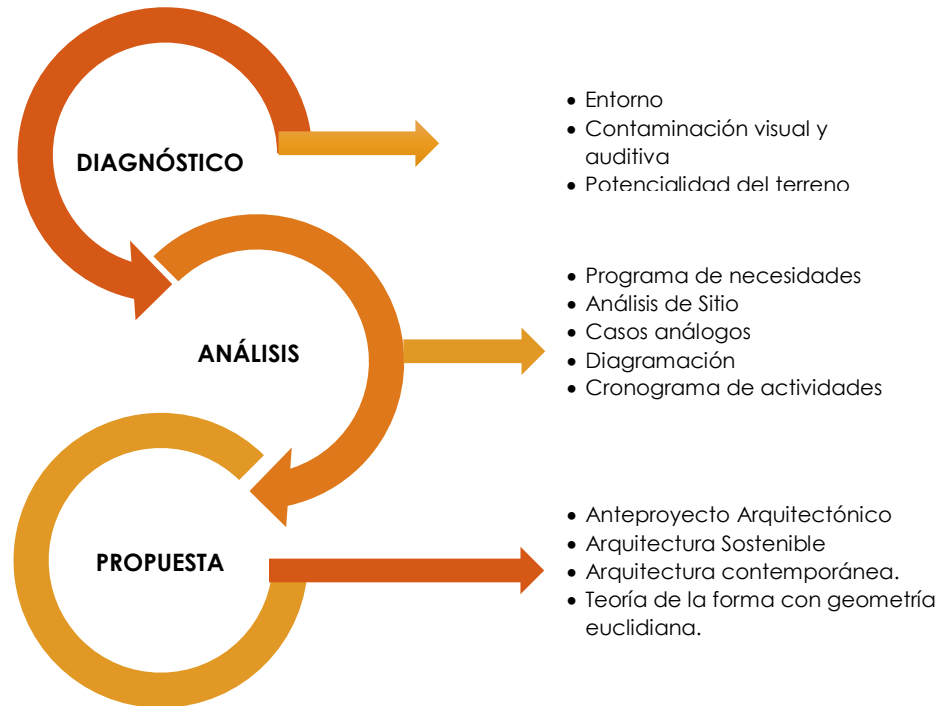 DIAGNÓSTICO
• Entorno
• Contaminación visual y
auditiva
• Potencialidad del terreno
ANÁLISIS
• Programa de necesidades
• Análisis de Sitio
• Casos análogos
• Diagramación
• Cronograma de actividades
PROPUESTA
• Anteproyecto Arquitectónico
• Arquitectura Sostenible
• Arquitectura contemporánea.
• Teoría de la forma con geometría
euclidiana.